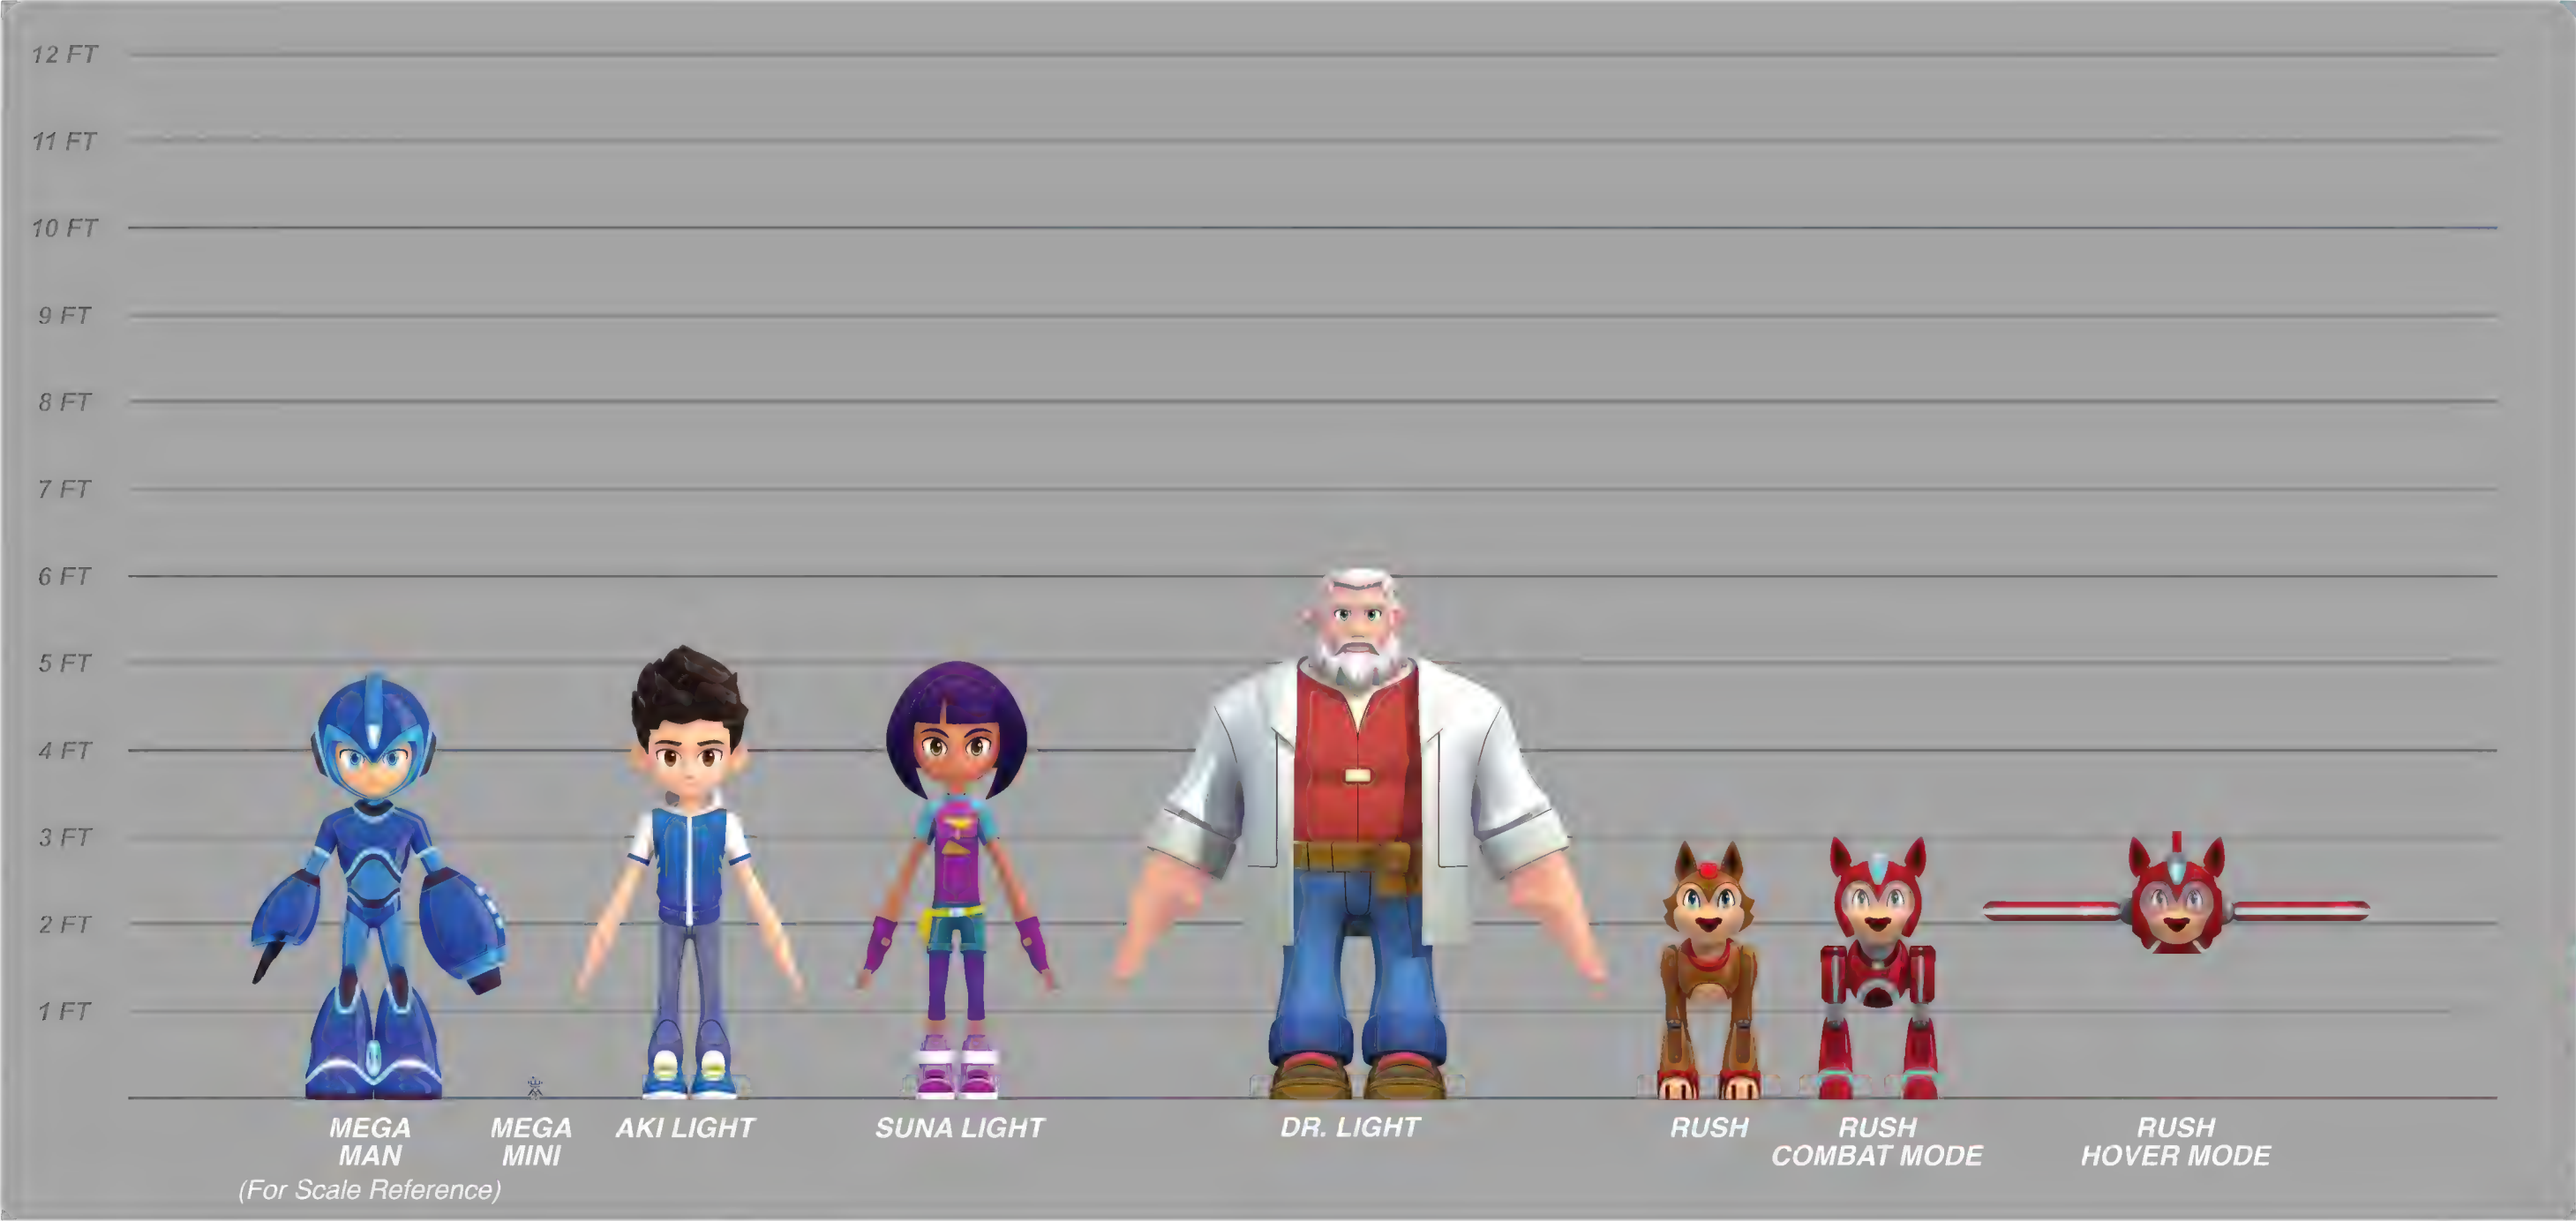 12 FT
11 FT
10 FT
9 FT
8 FT
7 FT
6 FT
5 FT
4 FT
3 FT
2 FT
1 FT
MEGA
MAN
(For Scale Reference)
MEGA
MINI
AKI LIGHT
SUNA LIGHT
DR. LIGHT
RUSH
RUSH
COMBAT MODE
RUSH
HOVER MODE